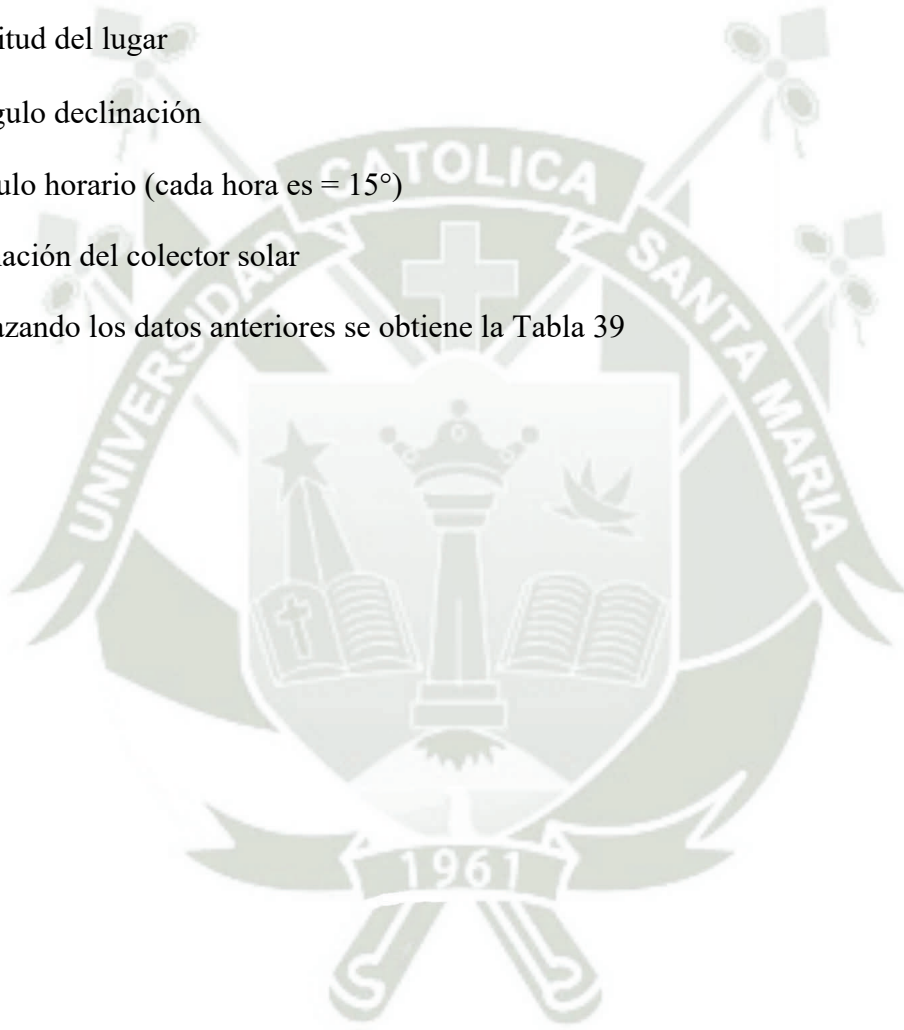 itud del lugar
gulo declinación
ulo horario (cada hora es = 15°)
nación del colector solar
azando los datos anteriores se obtiene la Tabla 39
UNIVERSIDAD CATOLICA SANTA MARIA
1961